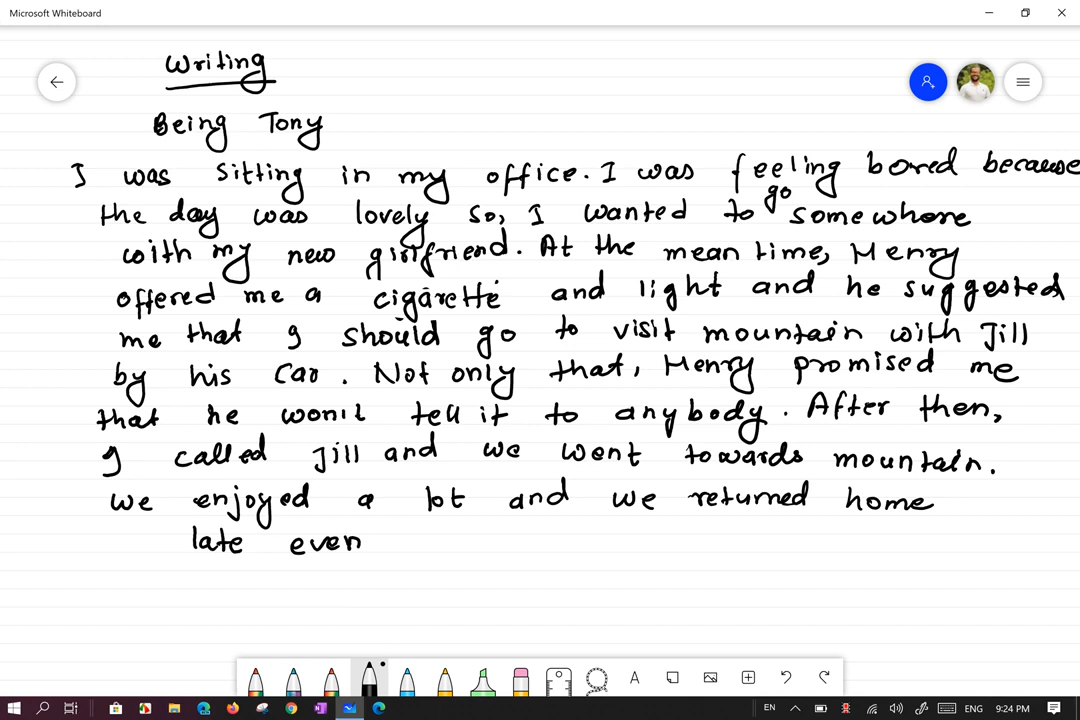 Microsoft Whiteboard
Writing
Being Tony
I was sitting in my office. I was feeling bored because
the day was lovely so, I wanted to go somewhere
with my new girlfriend. At the mean time, Henry
offered me a cigarette and light and he suggested
me that I should go to visit mountain with Jill
by his car. Not only that, Henry promised me
that he won't tell it to anybody. After then,
I called Jill and we went towards mountain.
we enjoyed a lot and we returned home
late even
A
EN
ENG
9:24 PM